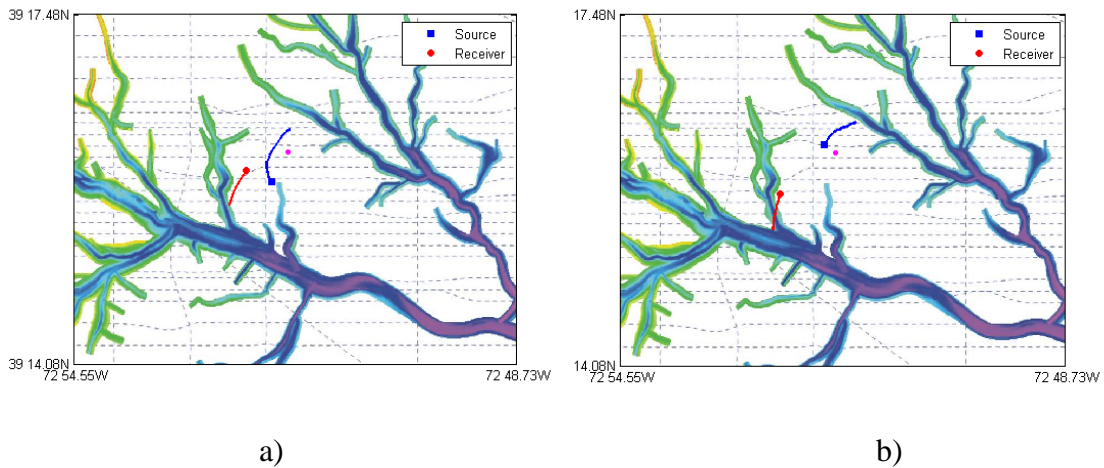 39 17.48N
Source
Receiver
39 14.08N
72 54.55W
72 48.73W
a)
17.48N
Source
Receiver
14.08N
72 54.55W
72 48.73W
b)